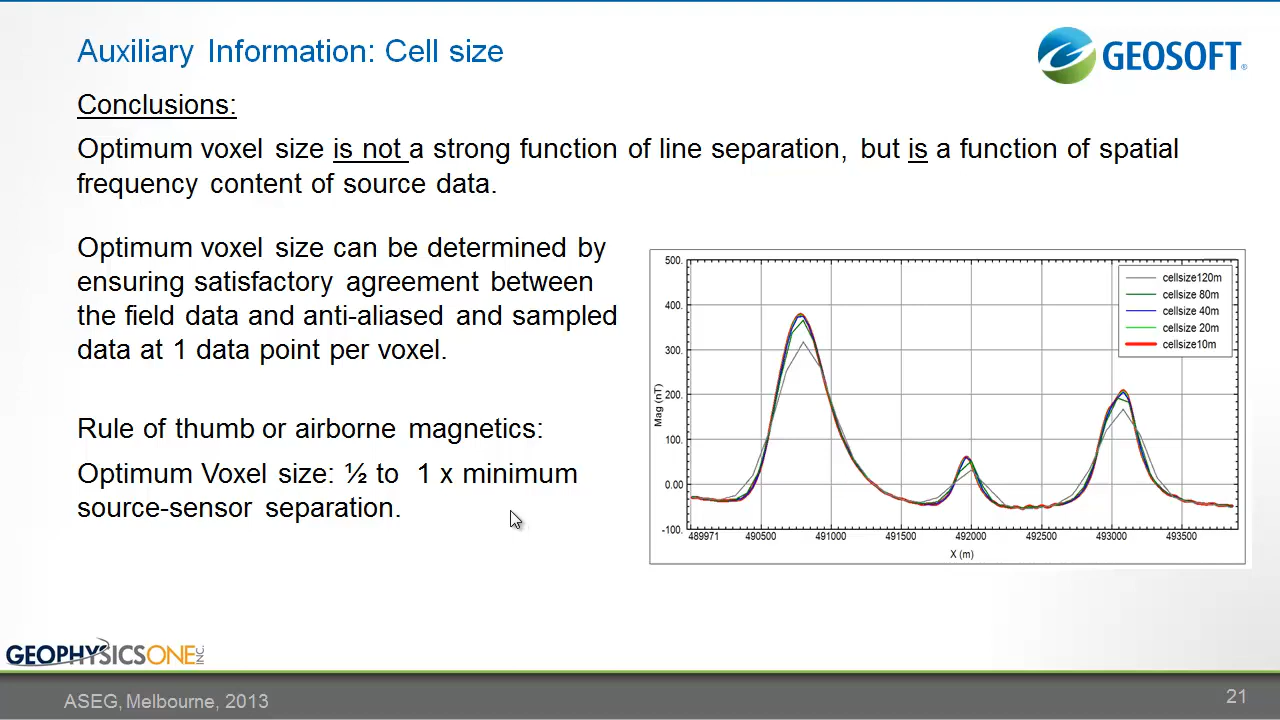 Auxiliary Information: Cell size
GEOSOFT®
Conclusions:
Optimum voxel size is not a strong function of line separation, but is a function of spatial
frequency content of source data.
Optimum voxel size can be determined by
ensuring satisfactory agreement between
the field data and anti-aliased and sampled
data at 1 data point per voxel.
Rule of thumb or airborne magnetics:
Optimum Voxel size: ½ to 1 x minimum
source-sensor separation.
500.
400.
300.
200.
100.
0.00
-100.
Mag (nT)
cellsize120m
cellsize 80m
cellsize 40m
cellsize 20m
cellsize10m
489971 490500 491000 491500 492000 492500 493000 493500
X (m)
GEOPHYSICSONE INC.
ASEG, Melbourne, 2013
21